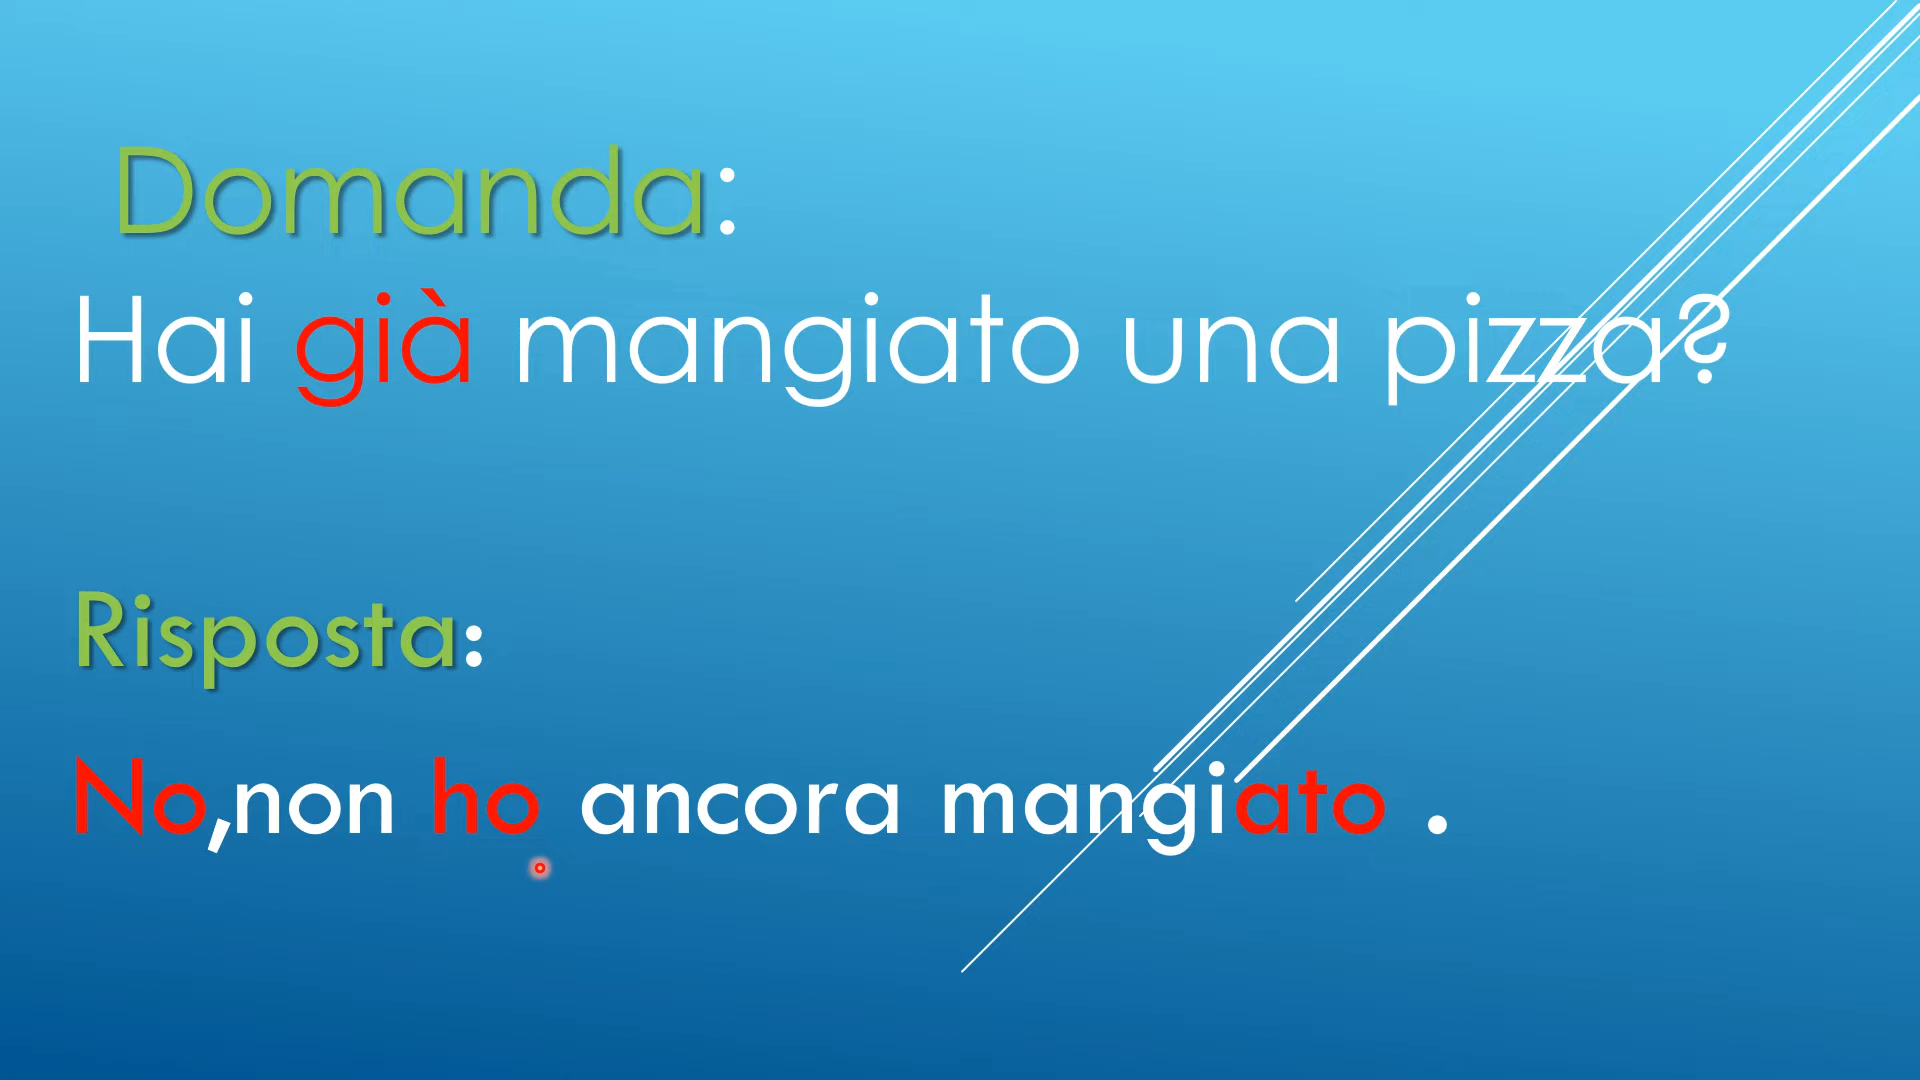 Domanda:
Hai già mangiato una pizza?
Risposta:
No,non ho ancora mangiato .